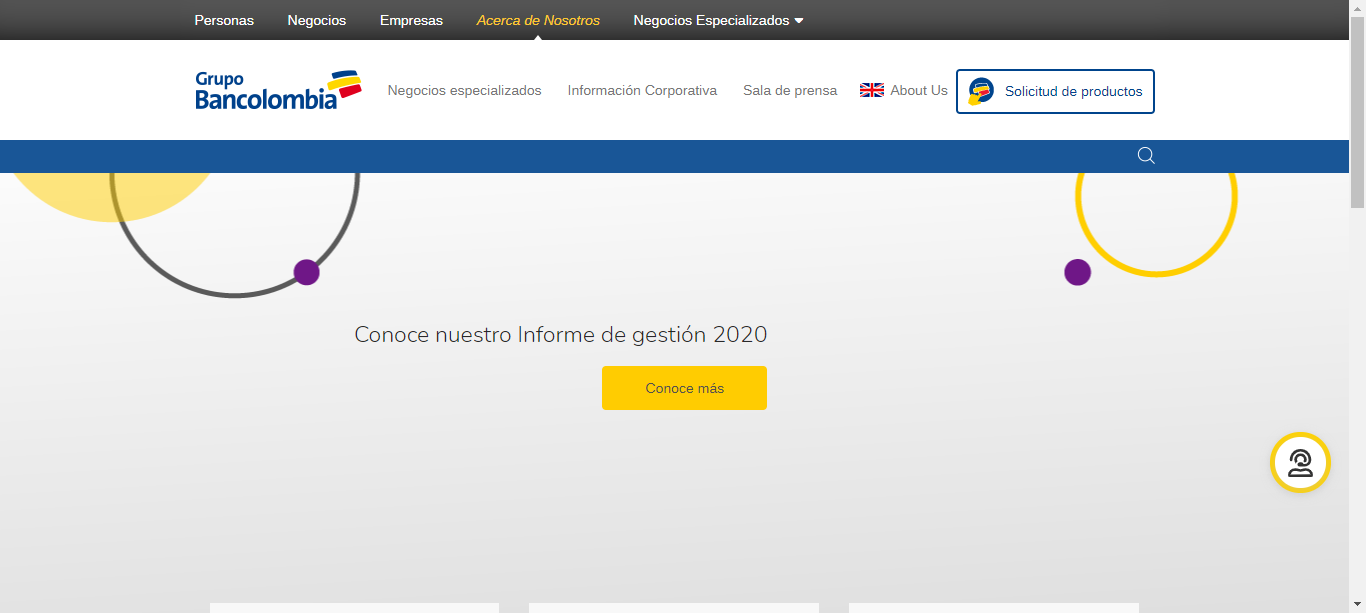 Personas Negocios Empresas Acerca de Nosotros Negocios Especializados
Grupo
Bancolombia
Negocios especializados Información Corporativa Sala de prensa About Us Solicitud de productos
Conoce nuestro Informe de gestión 2020
Conoce más